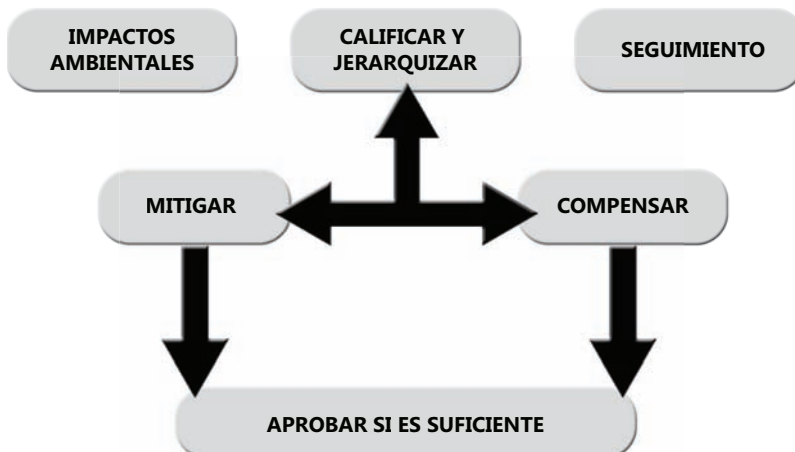 IMPACTOS
AMBIENTALES
CALIFICAR Y
JERARQUIZAR
SEGUIMIENTO
MITIGAR
COMPENSAR
APROBAR SI ES SUFICIENTE